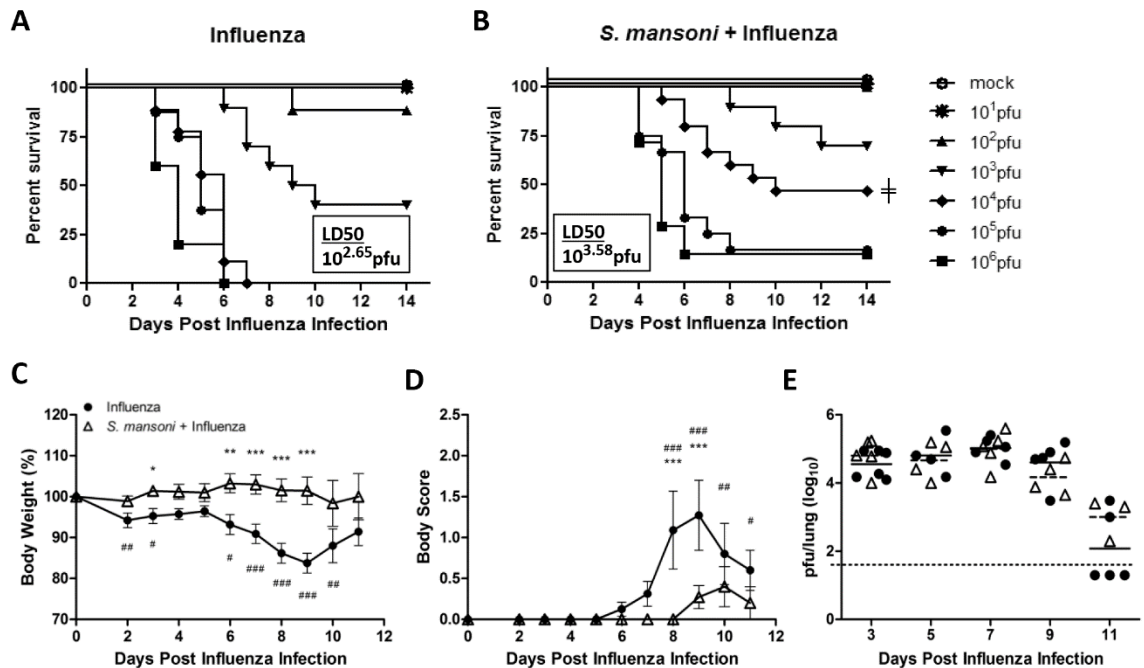 A
Influenza
Percent survival
100
75
50
25
0
LD50
10^2.65pfu
0 2 4 6 8 10 12 14
Days Post Influenza Infection
B
S. mansoni + Influenza
Percent survival
100
75
50
25
0
LD50
10^3.58pfu
ǂ
0 2 4 6 8 10 12 14
Days Post Influenza Infection
mock
10^1pfu
10^2pfu
10^3pfu
10^4pfu
10^5pfu
10^6pfu
C
Influenza
S. mansoni + Influenza
Body Weight (%)
120
110
100
90
80
70
* ** *** *** ***
## # # ### ### ### ##
0 2 4 6 8 10 12
Days Post Influenza Infection
D
Body Score
2.5
2.0
1.5
1.0
0.5
0.0
### ###
*** ***
## #
0 2 4 6 8 10 12
Days Post Influenza Infection
E
pfu/lung (log10)
6
4
2
0
3 5 7 9 11
Days Post Influenza Infection